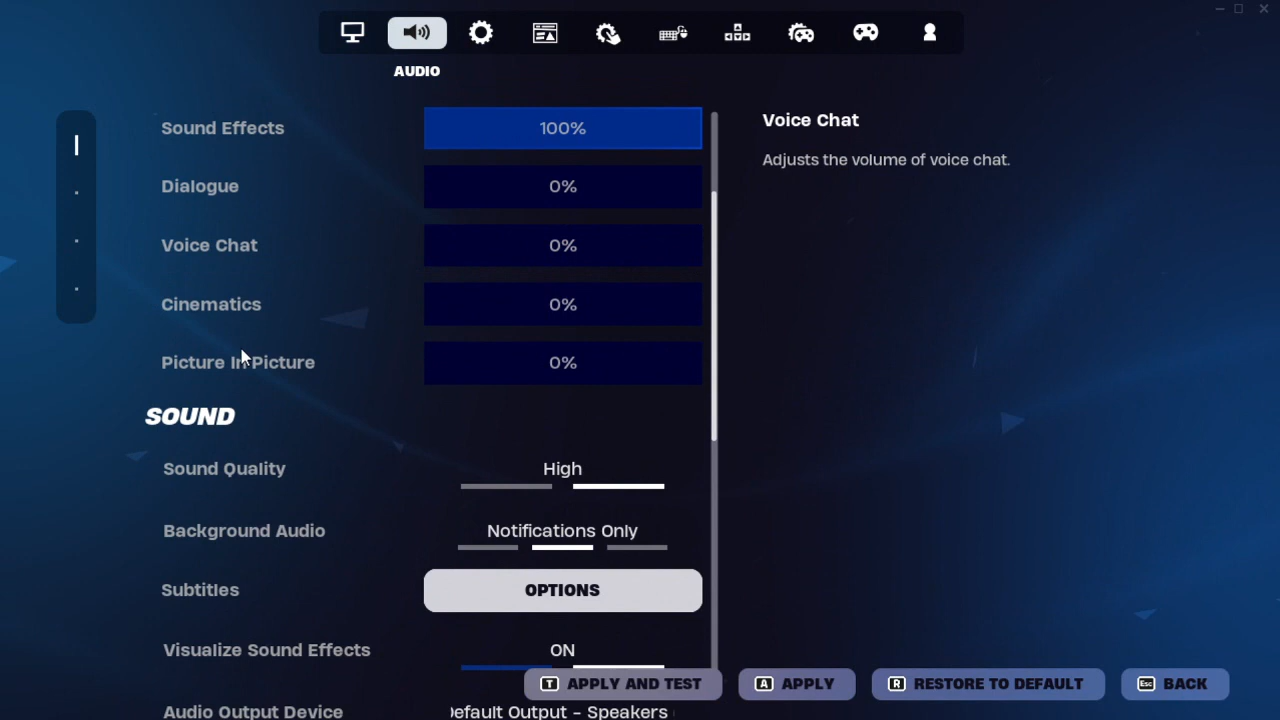 AUDIO
Sound Effects 100%
Voice Chat
Adjusts the volume of voice chat.
Dialogue 0%
Voice Chat 0%
Cinematics 0%
Picture In Picture 0%
SOUND
Sound Quality High
Background Audio Notifications Only
Subtitles OPTIONS
Visualize Sound Effects ON
T APPLY AND TEST A APPLY R RESTORE TO DEFAULT Esc BACK
Audio Output Device Default Output - Speakers